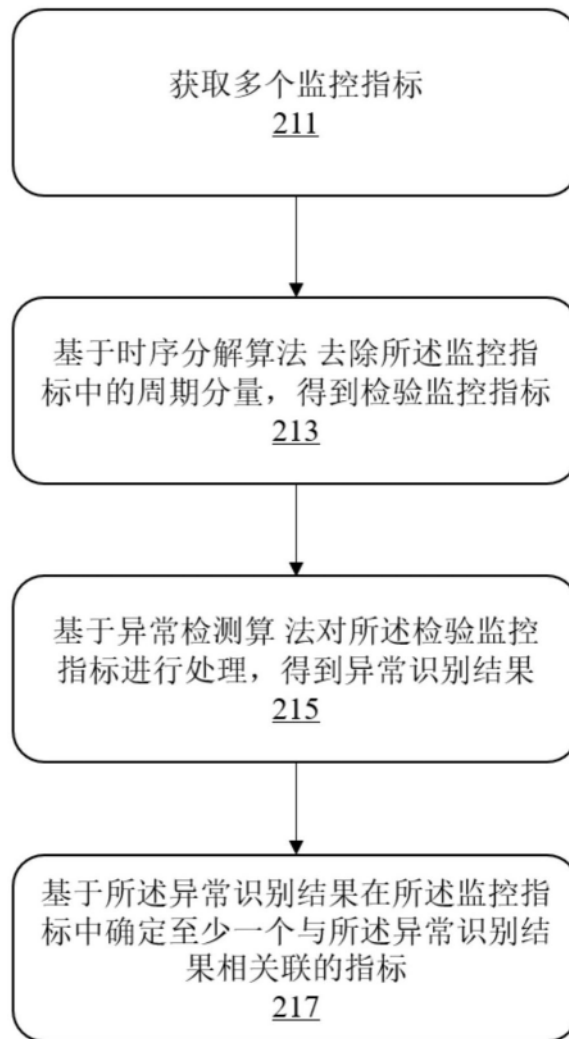 获取多个监控指标
211
基于时序分解算法 去除所述监控指
标中的周期分量，得到检验监控指标
213
基于异常检测算 法对所述检验监控
指标进行处理，得到异常识别结果
215
基于所述异常识别结果在所述监控指
标中确定至少一个与所述异常识别结
果相关联的指标
217